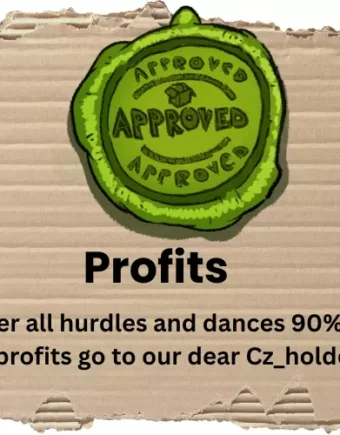 APPROVED
APPROVED
APPROVED
Profits
er all hurdles and dances 90%
profits go to our dear Cz_holde